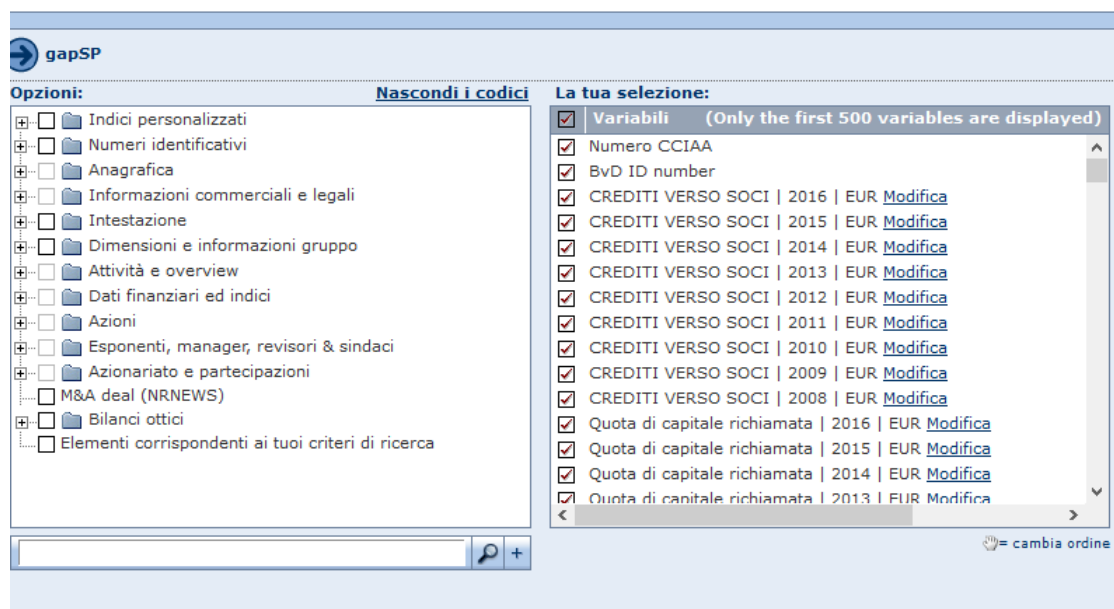 gapSP
Opzioni: Nascondi i codici
Indici personalizzati
Numeri identificativi
Anagrafica
Informazioni commerciali e legali
Intestazione
Dimensioni e informazioni gruppo
Attività e overview
Dati finanziari ed indici
Azioni
Esponenti, manager, revisori & sindaci
Azionariato e partecipazioni
M&A deal (NRNEWS)
Bilanci ottici
Elementi corrispondenti ai tuoi criteri di ricerca
+
La tua selezione:
Variabili (Only the first 500 variables are displayed)
Numero CCIAA
BvD ID number
CREDITI VERSO SOCI | 2016 | EUR Modifica
CREDITI VERSO SOCI | 2015 | EUR Modifica
CREDITI VERSO SOCI | 2014 | EUR Modifica
CREDITI VERSO SOCI | 2013 | EUR Modifica
CREDITI VERSO SOCI | 2012 | EUR Modifica
CREDITI VERSO SOCI | 2011 | EUR Modifica
CREDITI VERSO SOCI | 2010 | EUR Modifica
CREDITI VERSO SOCI | 2009 | EUR Modifica
CREDITI VERSO SOCI | 2008 | EUR Modifica
Quota di capitale richiamata | 2016 | EUR Modifica
Quota di capitale richiamata | 2015 | EUR Modifica
Quota di capitale richiamata | 2014 | EUR Modifica
Quota di capitale richiamata | 2013 | EUR Modifica
= cambia ordine